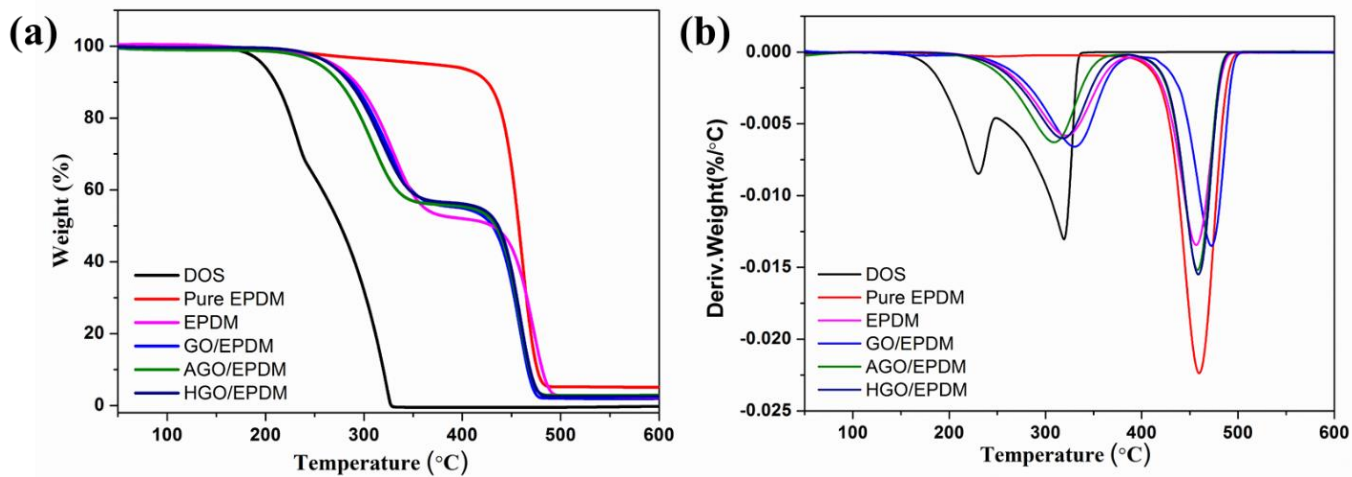 (a)
100
80
60
40
20
0
Weight (%)
DOS
Pure EPDM
EPDM
GO/EPDM
AGO/EPDM
HGO/EPDM
100 200 300 400 500 600
Temperature (°C)
(b)
0.000
-0.005
-0.010
-0.015
-0.020
-0.025
Deriv.Weight(%/°C)
DOS
Pure EPDM
EPDM
GO/EPDM
AGO/EPDM
HGO/EPDM
100 200 300 400 500 600
Temperature (°C)